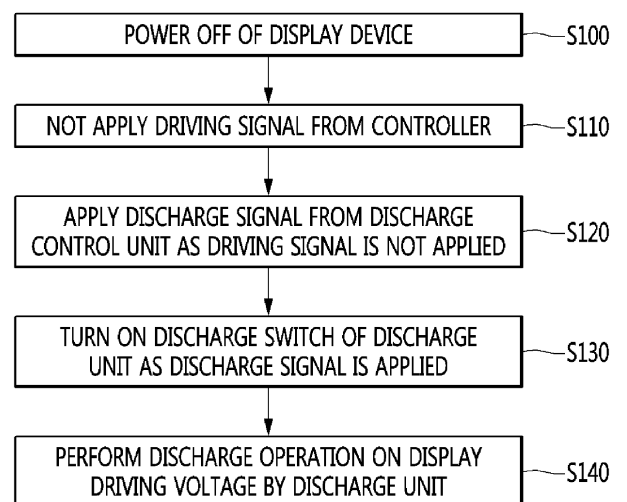 POWER OFF OF DISPLAY DEVICE
S100
NOT APPLY DRIVING SIGNAL FROM CONTROLLER
S110
APPLY DISCHARGE SIGNAL FROM DISCHARGE
CONTROL UNIT AS DRIVING SIGNAL IS NOT APPLIED
S120
TURN ON DISCHARGE SWITCH OF DISCHARGE
UNIT AS DISCHARGE SIGNAL IS APPLIED
S130
PERFORM DISCHARGE OPERATION ON DISPLAY
DRIVING VOLTAGE BY DISCHARGE UNIT
S140